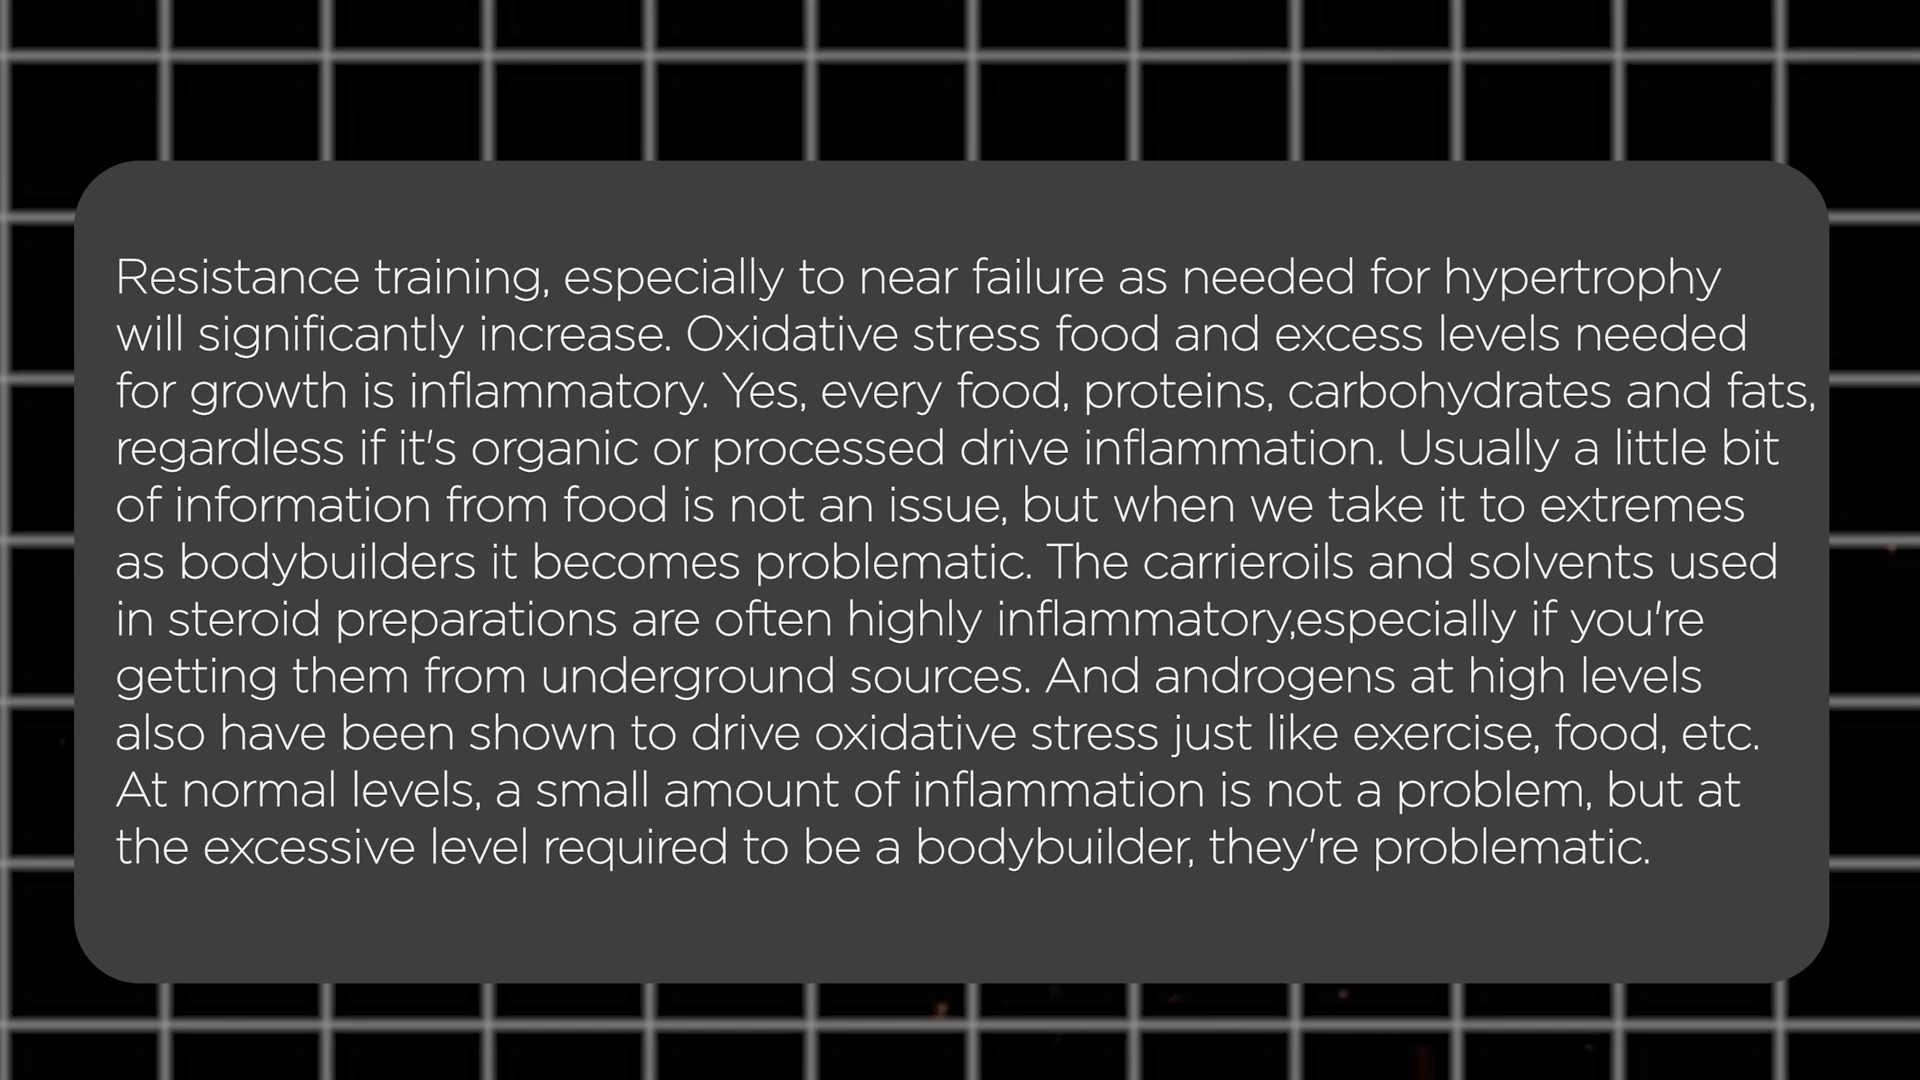 Resistance training, especially to near failure as needed for hypertrophy
will significantly increase. Oxidative stress food and excess levels needed
for growth is inflammatory. Yes, every food, proteins, carbohydrates and fats,
regardless if it's organic or processed drive inflammation. Usually a little bit
of information from food is not an issue, but when we take it to extremes
as bodybuilders it becomes problematic. The carrieroils and solvents used
in steroid preparations are often highly inflammatory,especially if you're
getting them from underground sources. And androgens at high levels
also have been shown to drive oxidative stress just like exercise, food, etc.
At normal levels, a small amount of inflammation is not a problem, but at
the excessive level required to be a bodybuilder, they're problematic.